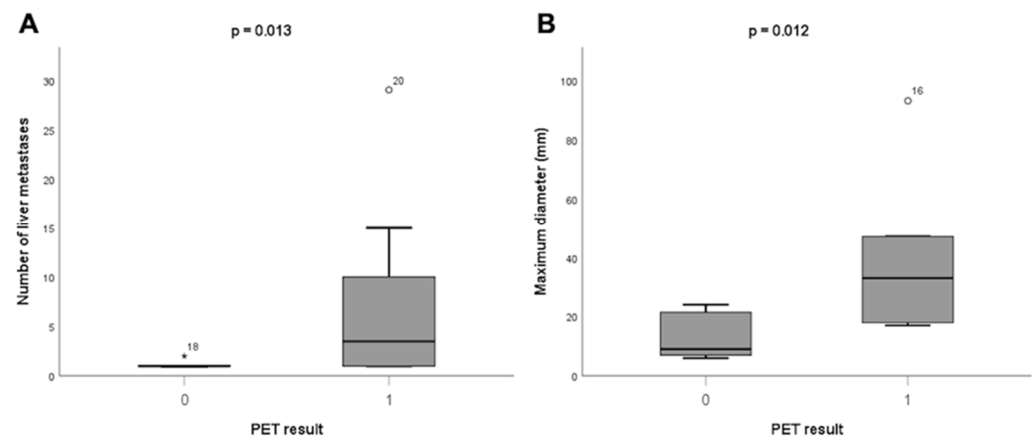 A
p = 0.013
Number of liver metastases
30
25
20
15
10
5
0
20
*18
0
1
PET result
B
p = 0.012
Maximum diameter (mm)
100
80
60
40
20
0
16
0
1
PET result